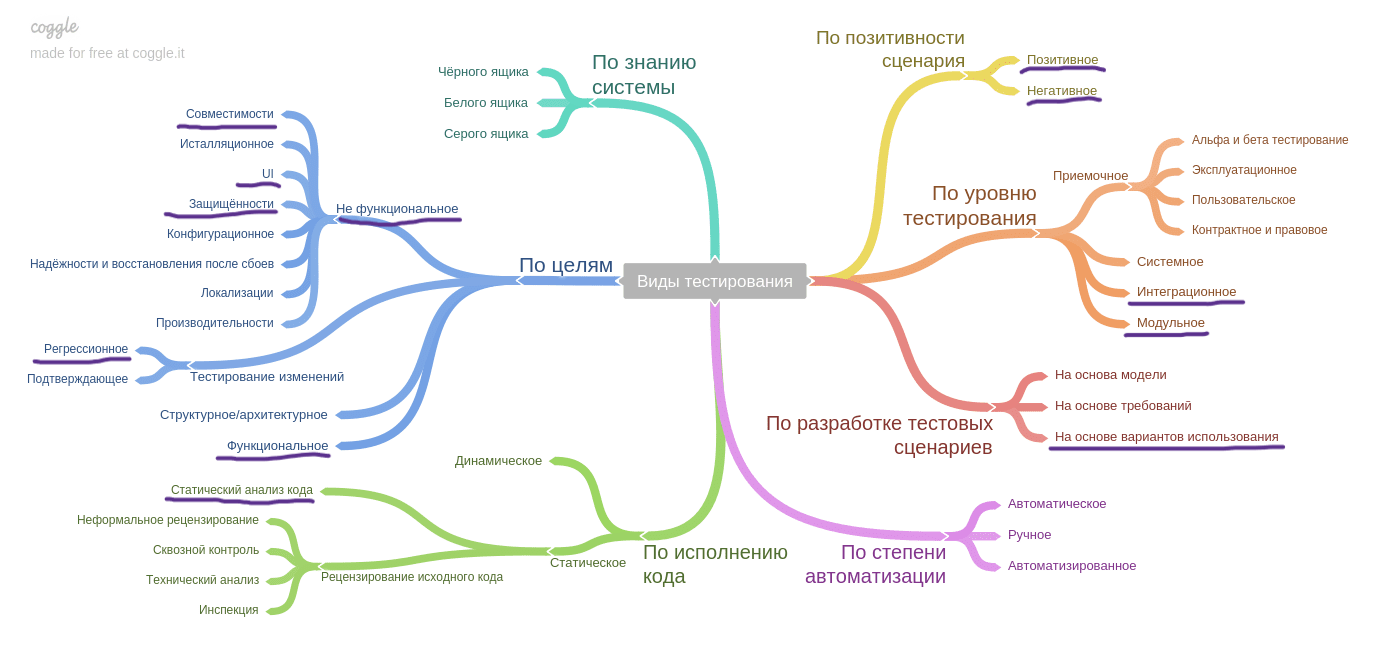 coggle
made for free at coggle.it
По знанию
системы
Чёрного ящика
Белого ящика
Серого ящика
По позитивности
сценария
Позитивное
Негативное
По уровню
тестирования
Приемочное
Альфа и бета тестирование
Эксплуатационное
Пользовательское
Контрактное и правовое
Системное
Интеграционное
Модульное
Виды тестирования
По целям
Не функциональное
Совместимости
Исталляционное
UI
Защищённости
Конфигурационное
Надёжности и восстановления после сбоев
Локализации
Производительности
Тестирование изменений
Регрессионное
Подтверждающее
Структурное/архитектурное
Функциональное
По разработке тестовых
сценариев
На основа модели
На основе требований
На основе вариантов использования
По исполнению
кода
Динамическое
Статическое
Статический анализ кода
Рецензирование исходного кода
Неформальное рецензирование
Сквозной контроль
Технический анализ
Инспекция
По степени
автоматизации
Автоматическое
Ручное
Автоматизированное